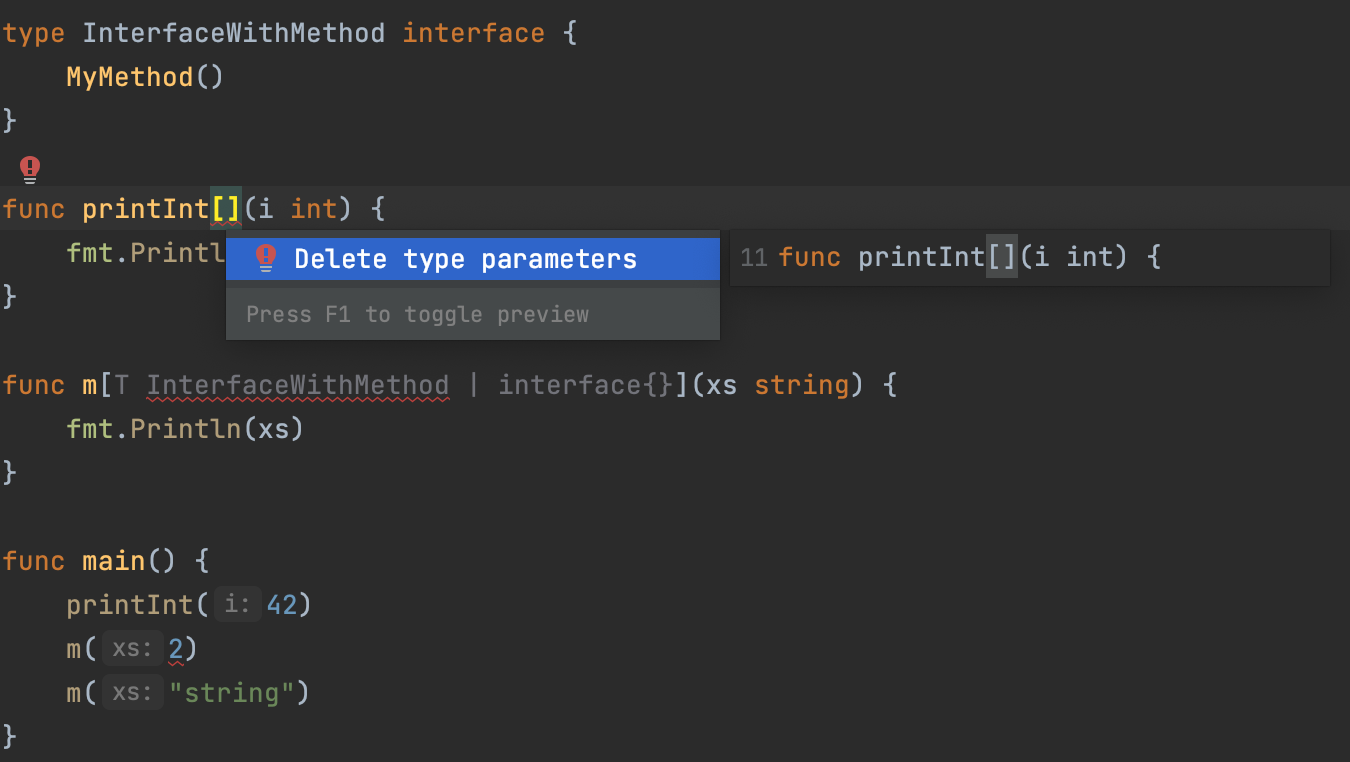 type InterfaceWithMethod interface {
    MyMethod()
}
func printInt[](i int) {
    fmt.Printl
Delete type parameters
Press F1 to toggle preview
11 func printInt[](i int) {
}
func m[T InterfaceWithMethod | interface{}](xs string) {
    fmt.Println(xs)
}
func main() {
    printInt( i: 42)
    m( xs: 2)
    m( xs: "string")
}